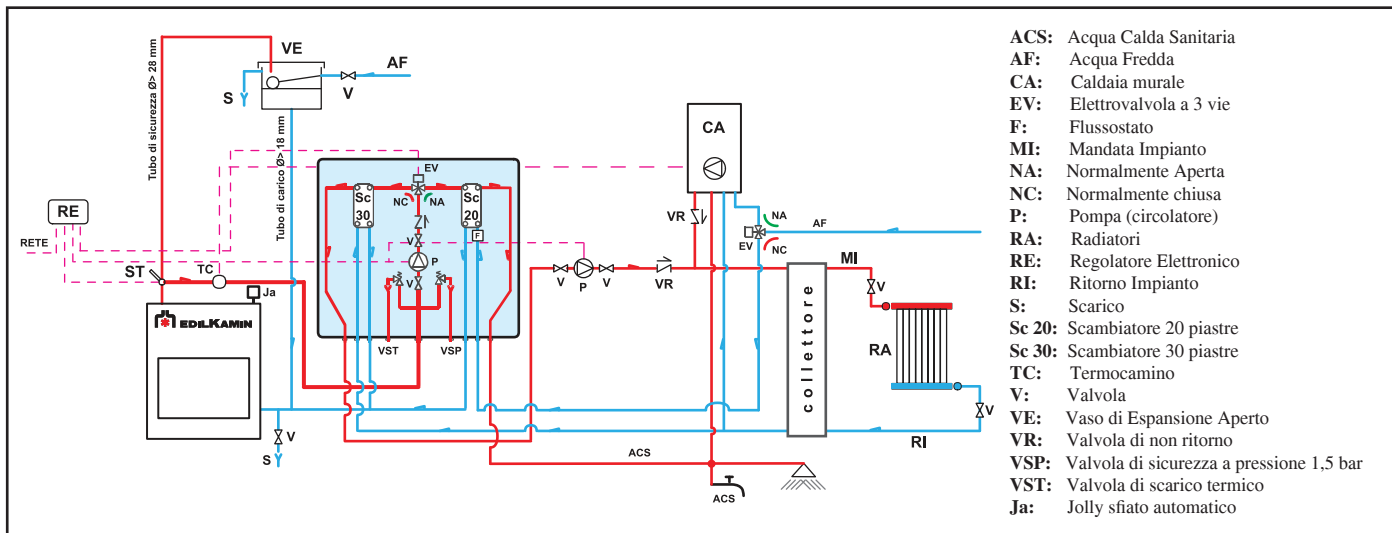 VE
AF
S
V
Tubo di sicurezza Ø> 28 mm
Tubo di carico Ø> 18 mm
RE
RETE
ST
TC
Ja
EDILKAMIN
V
S
EV
Sc
30
NC
NA
Sc
20
F
V
P
V
VST
VSP
CA
VR
NA
EV
NC
AF
V
P
V
VR
MI
V
collettore
RA
V
RI
ACS
ACS
ACS: Acqua Calda Sanitaria
AF: Acqua Fredda
CA: Caldaia murale
EV: Elettrovalvola a 3 vie
F: Flussostato
MI: Mandata Impianto
NA: Normalmente Aperta
NC: Normalmente chiusa
P: Pompa (circolatore)
RA: Radiatori
RE: Regolatore Elettronico
RI: Ritorno Impianto
S: Scarico
Sc 20: Scambiatore 20 piastre
Sc 30: Scambiatore 30 piastre
TC: Termocamino
V: Valvola
VE: Vaso di Espansione Aperto
VR: Valvola di non ritorno
VSP: Valvola di sicurezza a pressione 1,5 bar
VST: Valvola di scarico termico
Ja: Jolly sfiato automatico